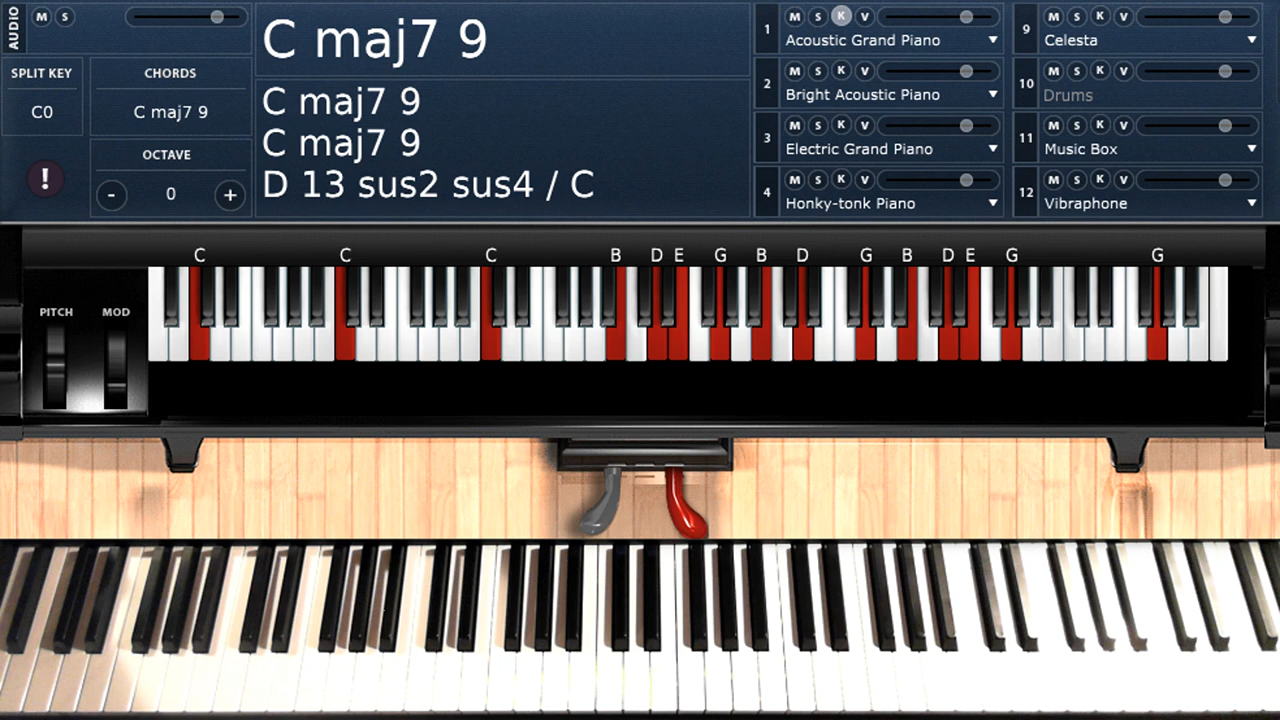 AUDIO
M S
SPLIT KEY
C0
!
CHORDS
C maj7 9
OCTAVE
- 0 +
C maj7 9
C maj7 9
C maj7 9
D 13 sus2 sus4 / C
1 M S K V
Acoustic Grand Piano
2 M S K V
Bright Acoustic Piano
3 M S K V
Electric Grand Piano
4 M S K V
Honky-tonk Piano
9 M S K V
Celesta
10 M S K V
Drums
11 M S K V
Music Box
12 M S K V
Vibraphone
C C C B D E G B D G B D E G G
PITCH MOD